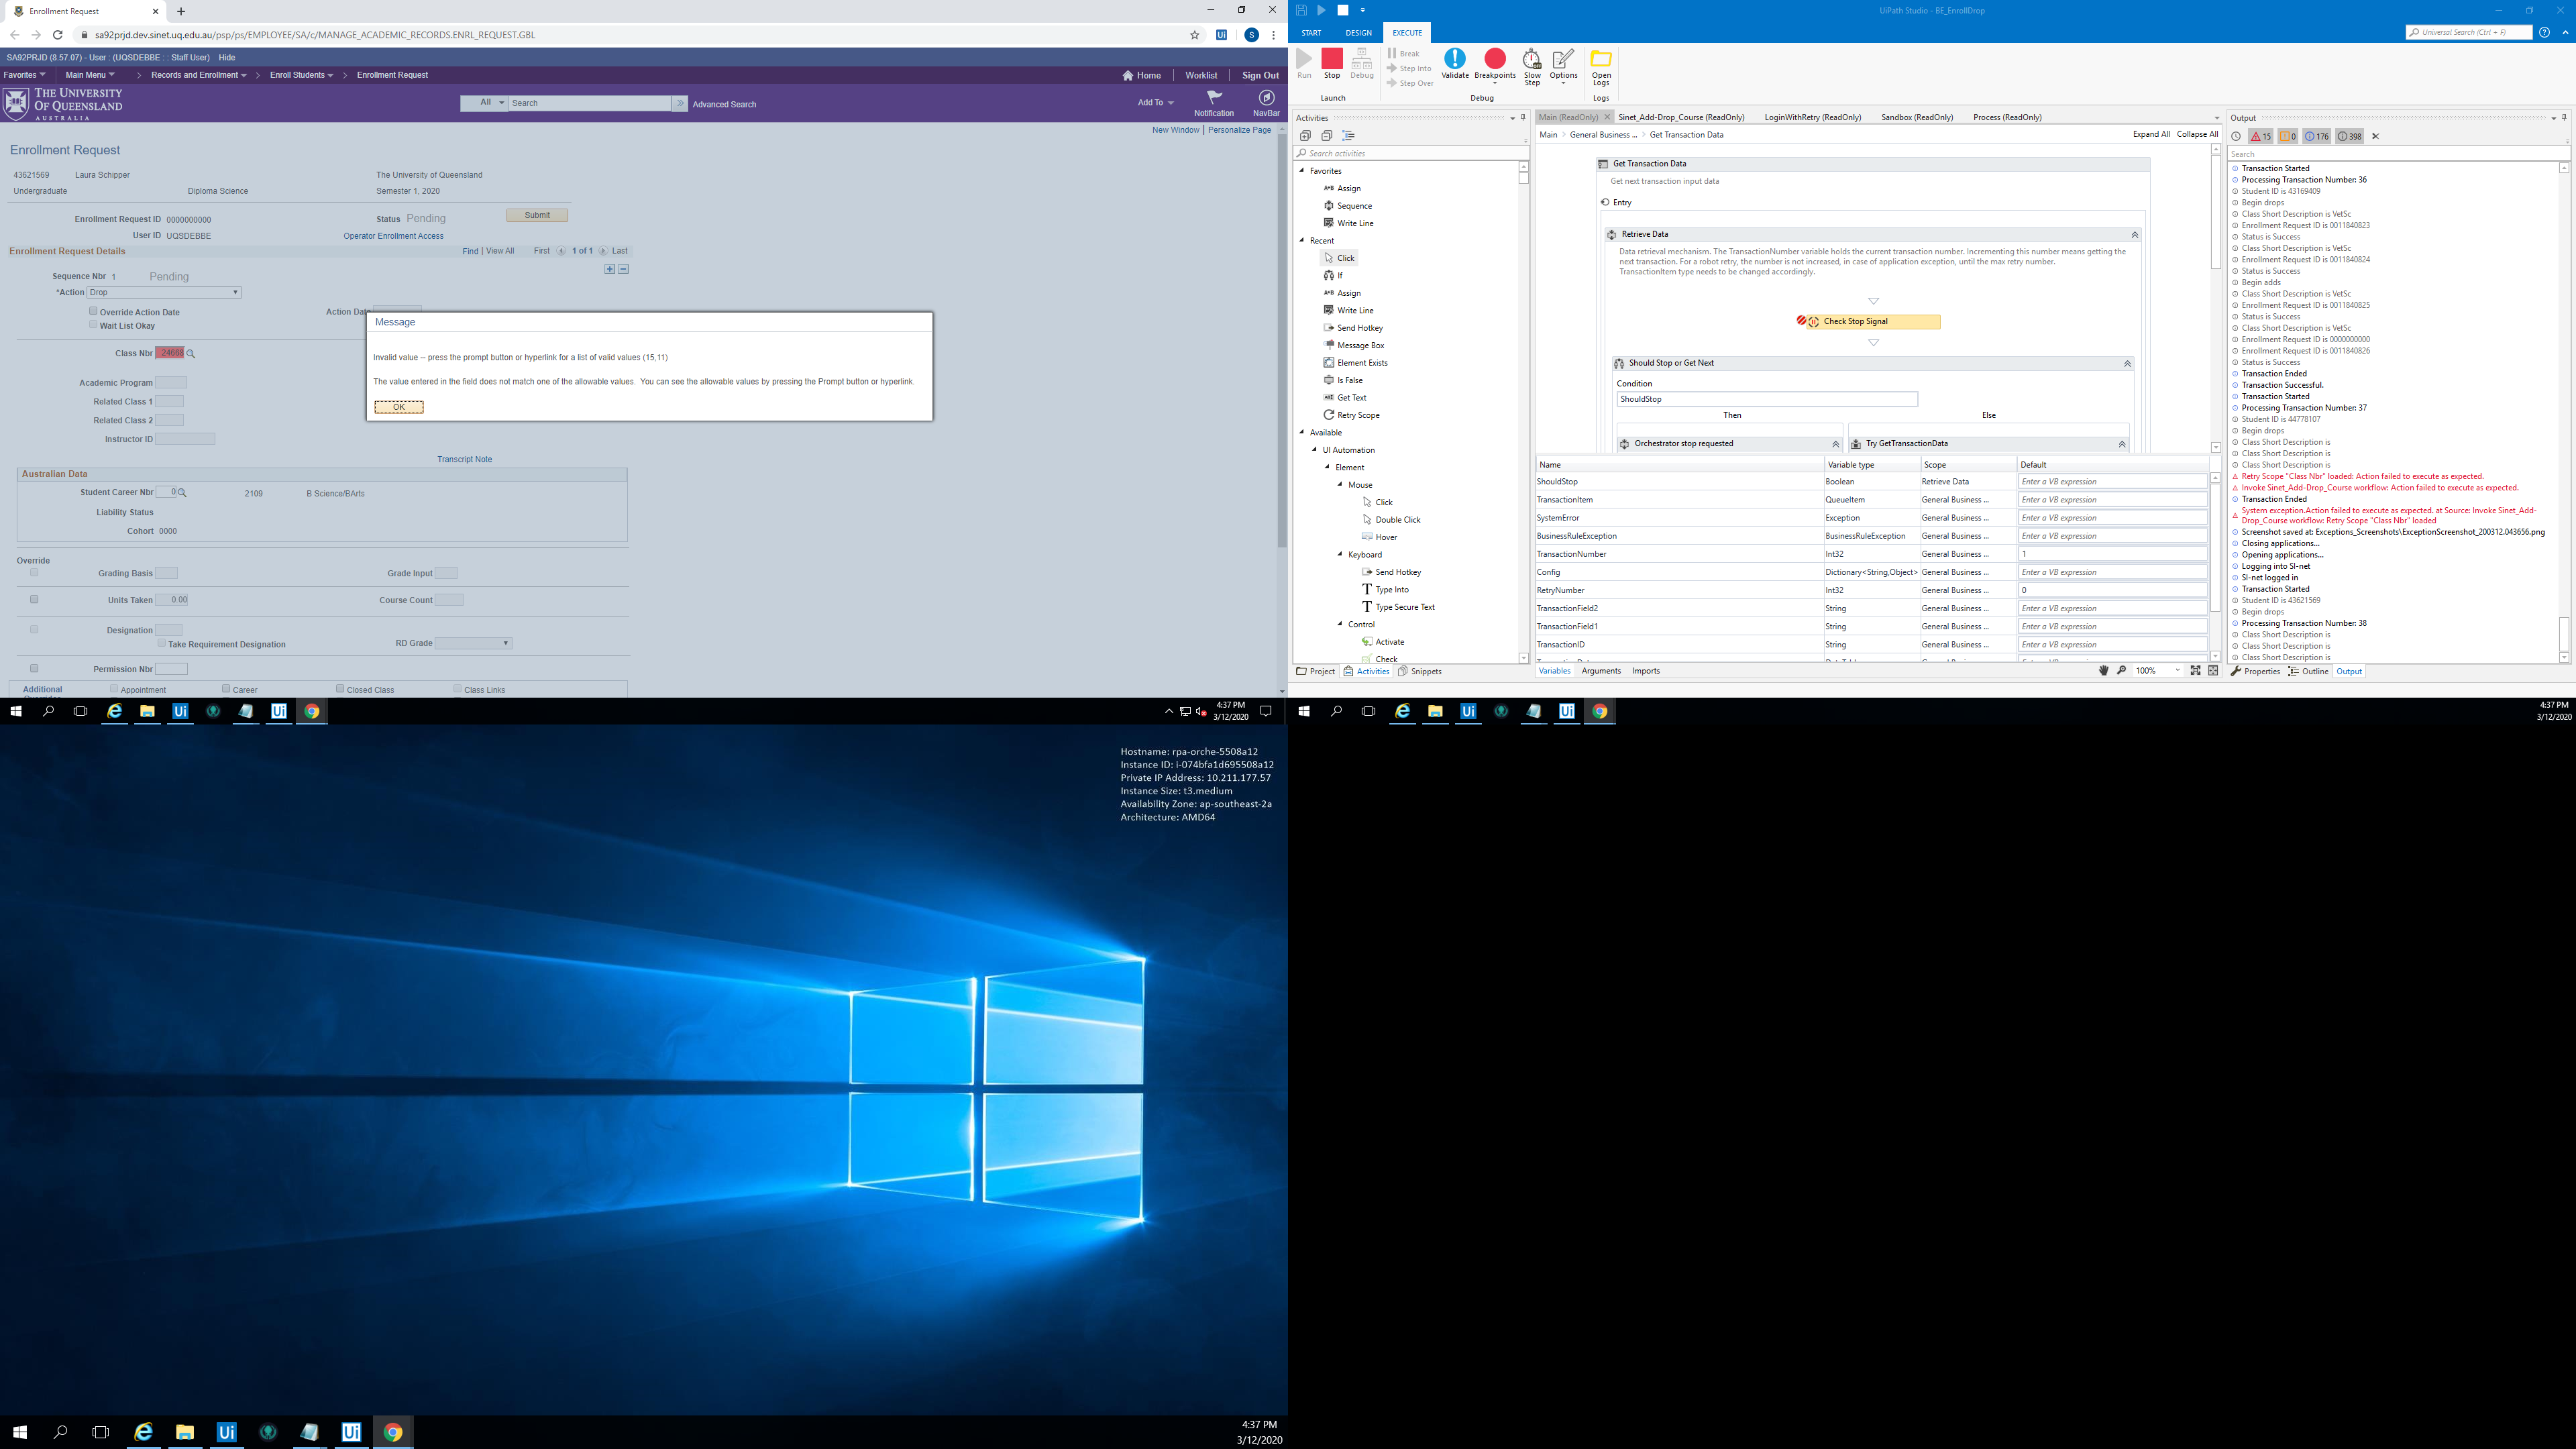 Enrollment Request
sa92prjd.dev.sinet.uq.edu.au/psp/ps/EMPLOYEE/SA/c/MANAGE_ACADEMIC_RECORDS.ENRL_REQUEST.GBL
SA92PRJD (8.57.07) - User : (UQSDEBBE : : Staff User) Hide
Favorites Main Menu > Records and Enrollment > Enroll Students > Enrollment Request
Home Worklist Sign Out
THE UNIVERSITY
OF QUEENSLAND
AUSTRALIA
All Search Advanced Search
Add To Notification NavBar
New Window | Personalize Page
Enrollment Request
43621569 Laura Schipper The University of Queensland
Undergraduate Diploma Science Semester 1, 2020
Enrollment Request ID 0000000000 Status Pending Submit
User ID UQSDEBBE Operator Enrollment Access
Enrollment Request Details Find | View All First 1 of 1 Last
Sequence Nbr 1 Pending
*Action Drop
Override Action Date Action Date
Wait List Okay
Class Nbr 24668
Academic Program
Related Class 1
Related Class 2
Instructor ID
Message
Invalid value -- press the prompt button or hyperlink for a list of valid values (15,11)
The value entered in the field does not match one of the allowable values. You can see the allowable values by pressing the Prompt button or hyperlink.
OK
Transcript Note
Australian Data
Student Career Nbr 0 2109 B Science/BArts
Liability Status
Cohort 0000
Override
Grading Basis Grade Input
Units Taken 0.00 Course Count
Designation
Take Requirement Designation RD Grade
Permission Nbr
Additional Appointment Career Closed Class Class Links
4:37 PM
3/12/2020
UiPath Studio - BE_EnrollDrop
START DESIGN EXECUTE
Universal Search (Ctrl + F)
Run Stop Debug
Break
Step Into
Step Over
Validate Breakpoints Slow Step Options Open Logs
Launch Debug Logs
Activities
Search activities
Favorites
Assign
Sequence
Write Line
Recent
Click
If
Assign
Write Line
Send Hotkey
Message Box
Element Exists
Is False
Get Text
Retry Scope
Available
UI Automation
Element
Mouse
Click
Double Click
Hover
Keyboard
Send Hotkey
Type Into
Type Secure Text
Control
Activate
Check
Project Activities Snippets
Main (ReadOnly) Sinet_Add-Drop_Course (ReadOnly) LoginWithRetry (ReadOnly) Sandbox (ReadOnly) Process (ReadOnly)
Main > General Business ... > Get Transaction Data Expand All Collapse All
Get Transaction Data
Get next transaction input data
Entry
Retrieve Data
Data retrieval mechanism. The TransactionNumber variable holds the current transaction number. Incrementing this number means getting the
next transaction. For a robot retry, the number is not increased, in case of application exception, until the max retry number.
TransactionItem type needs to be changed accordingly.
Check Stop Signal
Should Stop or Get Next
Condition
ShouldStop
Then Else
Orchestrator stop requested Try GetTransactionData
Name Variable type Scope Default
ShouldStop Boolean Retrieve Data Enter a VB expression
TransactionItem QueueItem General Business ... Enter a VB expression
SystemError Exception General Business ... Enter a VB expression
BusinessRuleException BusinessRuleException General Business ... Enter a VB expression
TransactionNumber Int32 General Business ... 1
Config Dictionary<String,Object> General Business ... Enter a VB expression
RetryNumber Int32 General Business ... 0
TransactionField2 String General Business ... Enter a VB expression
TransactionField1 String General Business ... Enter a VB expression
TransactionID String General Business ... Enter a VB expression
Variables Arguments Imports 100%
Output
15 0 176 398
Search
Transaction Started
Processing Transaction Number: 36
Student ID is 43169409
Begin drops
Class Short Description is VetSc
Enrollment Request ID is 0011840823
Status is Success
Class Short Description is VetSc
Enrollment Request ID is 0011840824
Status is Success
Begin adds
Class Short Description is VetSc
Enrollment Request ID is 0011840825
Status is Success
Class Short Description is VetSc
Enrollment Request ID is 0000000000
Enrollment Request ID is 0011840826
Status is Success
Transaction Ended
Transaction Successful.
Transaction Started
Processing Transaction Number: 37
Student ID is 44778107
Begin drops
Class Short Description is
Class Short Description is
Class Short Description is
Retry Scope "Class Nbr" loaded: Action failed to execute as expected.
Invoke Sinet_Add-Drop_Course workflow: Action failed to execute as expected.
Transaction Ended
System exception.Action failed to execute as expected. at Source: Invoke Sinet_Add-
Drop_Course workflow: Retry Scope "Class Nbr" loaded
Screenshot saved at: Exceptions_Screenshots\ExceptionScreenshot_200312.043656.png
Closing applications...
Opening applications...
Logging into SI-net
SI-net logged in
Transaction Started
Student ID is 43621569
Begin drops
Processing Transaction Number: 38
Class Short Description is
Class Short Description is
Class Short Description is
Properties Outline Output
4:37 PM
3/12/2020
Hostname: rpa-orche-5508a12
Instance ID: i-074bfa1d695508a12
Private IP Address: 10.211.177.57
Instance Size: t3.medium
Availability Zone: ap-southeast-2a
Architecture: AMD64
4:37 PM
3/12/2020